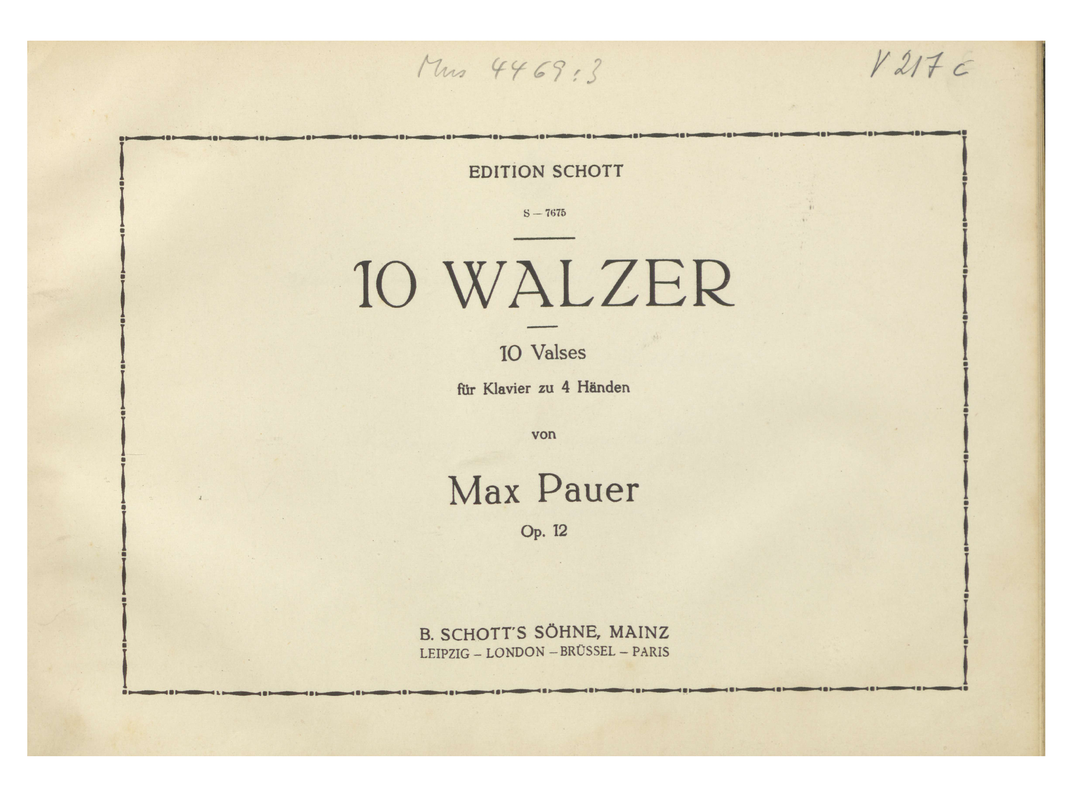 Mus 4469:3
V 217 c
EDITION SCHOTT
S – 7675
10 WALZER
10 Valses
für Klavier zu 4 Händen
von
Max Pauer
Op. 12
B. SCHOTT'S SÖHNE, MAINZ
LEIPZIG – LONDON – BRÜSSEL – PARIS